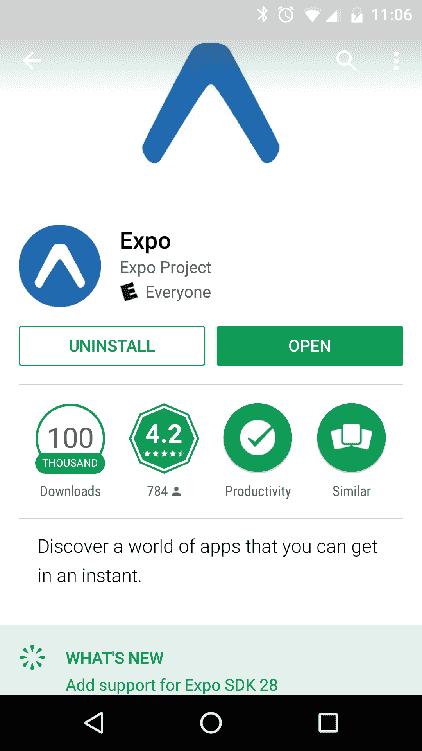 11:06
Expo
Expo Project
E Everyone
UNINSTALL
OPEN
100
THOUSAND
4.2
Downloads
784
Productivity
Similar
Discover a world of apps that you can get
in an instant.
WHAT'S NEW
Add support for Expo SDK 28